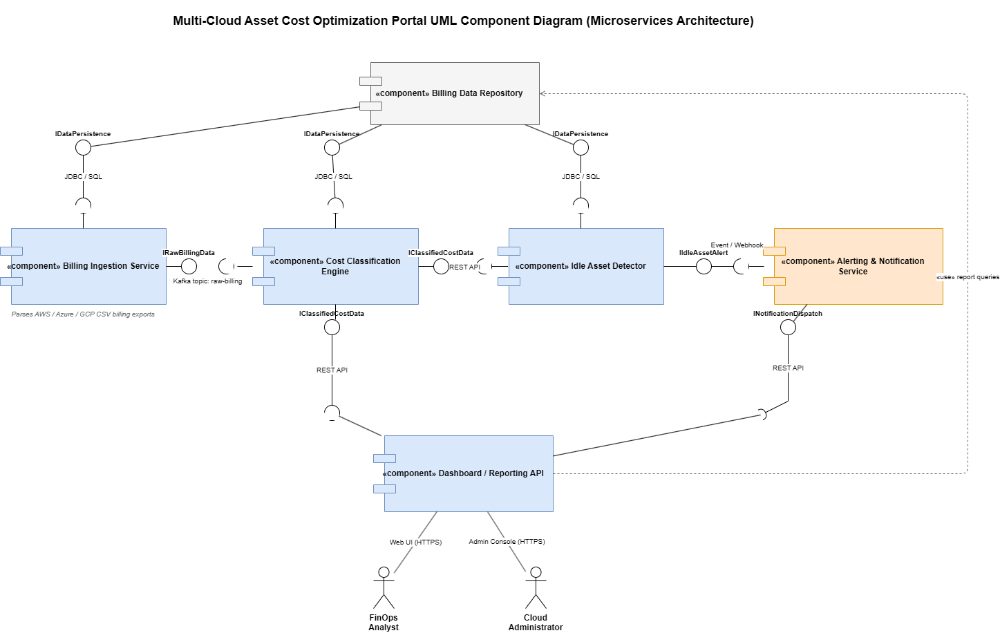 Multi-Cloud Asset Cost Optimization Portal UML Component Diagram (Microservices Architecture)
«component» Billing Data Repository
IDataPersistence
IDataPersistence
IDataPersistence
JDBC / SQL
JDBC / SQL
JDBC / SQL
«component» Billing Ingestion Service
IRawBillingData
Kafka topic: raw-billing
«component» Cost Classification
Engine
IClassifiedCostData
REST API
«component» Idle Asset Detector
IIdleAssetAlert
Event / Webhook
«component» Alerting & Notification
Service
«use» report queries
Parses AWS / Azure / GCP CSV billing exports
IClassifiedCostData
INotificationDispatch
REST API
REST API
«component» Dashboard / Reporting API
Web UI (HTTPS)
Admin Console (HTTPS)
FinOps
Analyst
Cloud
Administrator